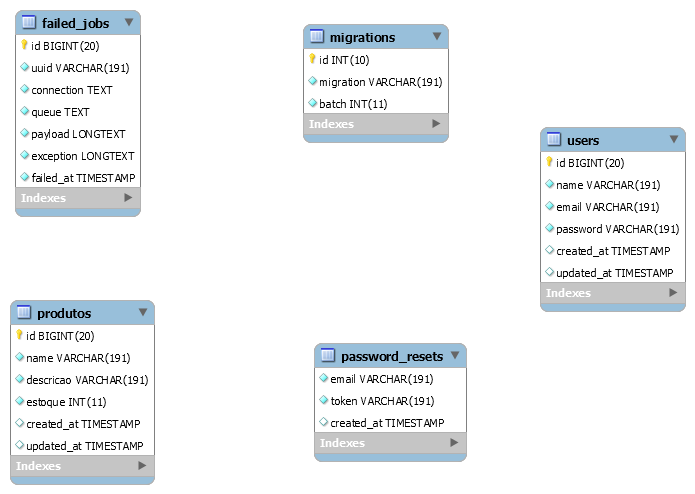 failed_jobs
id BIGINT(20)
uuid VARCHAR(191)
connection TEXT
queue TEXT
payload LONGTEXT
exception LONGTEXT
failed_at TIMESTAMP
Indexes
migrations
id INT(10)
migration VARCHAR(191)
batch INT(11)
Indexes
users
id BIGINT(20)
name VARCHAR(191)
email VARCHAR(191)
password VARCHAR(191)
created_at TIMESTAMP
updated_at TIMESTAMP
Indexes
produtos
id BIGINT(20)
name VARCHAR(191)
descricao VARCHAR(191)
estoque INT(11)
created_at TIMESTAMP
updated_at TIMESTAMP
Indexes
password_resets
email VARCHAR(191)
token VARCHAR(191)
created_at TIMESTAMP
Indexes